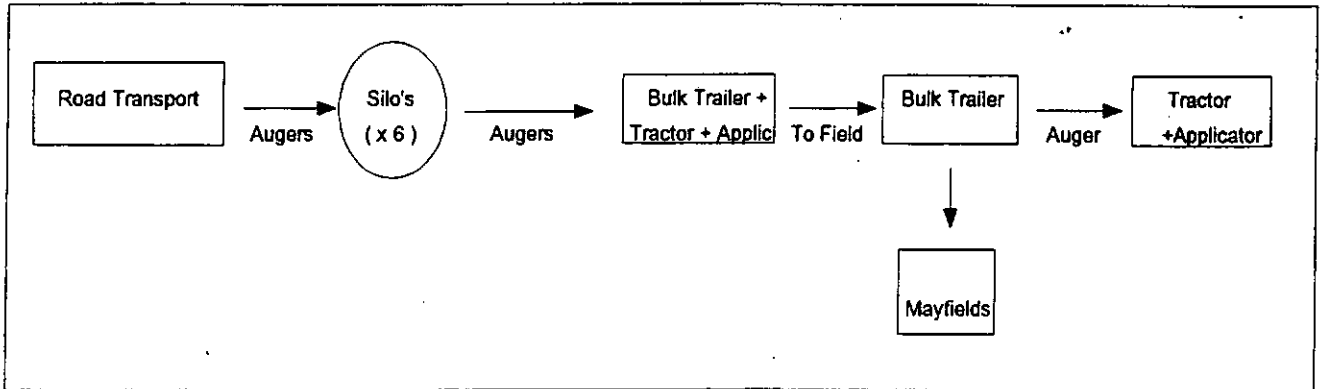 Road Transport
Augers
Silo's
( x 6 )
Augers
Bulk Trailer +
Tractor + Applic
To Field
Bulk Trailer
Auger
Tractor
+Applicator
Mayfields